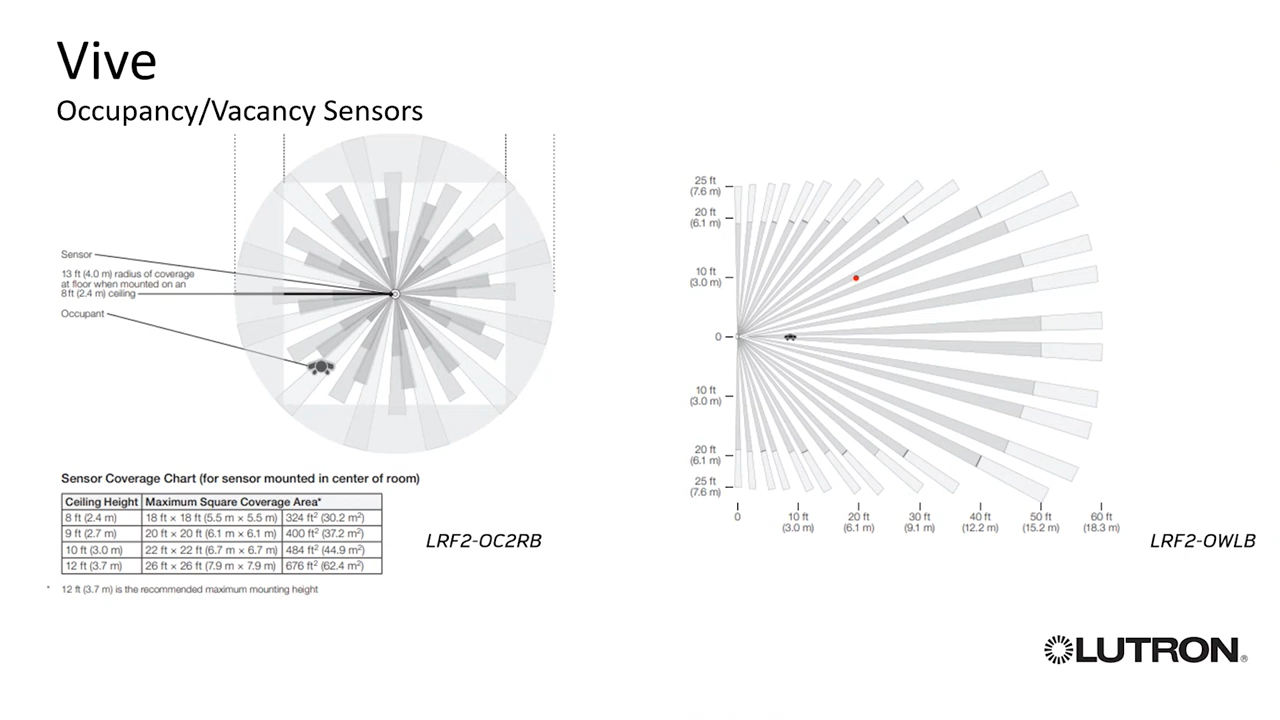 Vive
Occupancy/Vacancy Sensors
Sensor
13 ft (4.0 m) radius of coverage
at floor when mounted on an
8 ft (2.4 m) ceiling
Occupant
Sensor Coverage Chart (for sensor mounted in center of room)
Ceiling Height Maximum Square Coverage Area*
8 ft (2.4 m) 18 ft × 18 ft (5.5 m × 5.5 m) 324 ft² (30.2 m²)
9 ft (2.7 m) 20 ft × 20 ft (6.1 m × 6.1 m) 400 ft² (37.2 m²)
10 ft (3.0 m) 22 ft × 22 ft (6.7 m × 6.7 m) 484 ft² (44.9 m²)
12 ft (3.7 m) 26 ft × 26 ft (7.9 m × 7.9 m) 676 ft² (62.4 m²)
* 12 ft (3.7 m) is the recommended maximum mounting height
LRF2-OC2RB
25 ft
(7.6 m)
20 ft
(6.1 m)
10 ft
(3.0 m)
0
10 ft
(3.0 m)
20 ft
(6.1 m)
25 ft
(7.6 m)
0 10 ft 20 ft 30 ft 40 ft 50 ft 60 ft
(3.0 m) (6.1 m) (9.1 m) (12.2 m) (15.2 m) (18.3 m)
LRF2-OWLB
LUTRON®